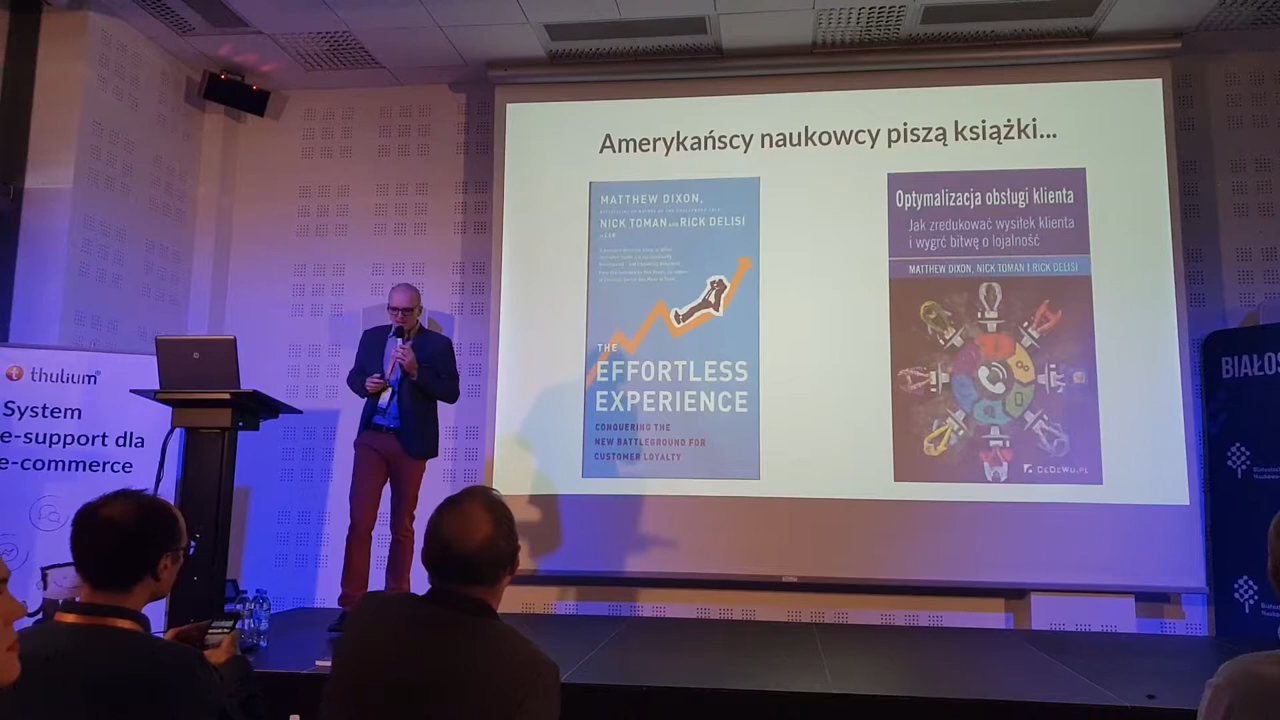 Amerykańscy naukowcy piszą książki...
MATTHEW DIXON,
NICK TOMAN AND RICK DELISI
THE
EFFORTLESS
EXPERIENCE
CONQUERING THE
NEW BATTLEGROUND FOR
CUSTOMER LOYALTY
Optymalizacja obsługi klienta
Jak zredukować wysiłek klienta
i wygrć bitwę o lojalność
MATTHEW DIXON, NICK TOMAN I RICK DELISI
CEDEWU.PL
thulium
System
e-support dla
e-commerce
BIAŁOS